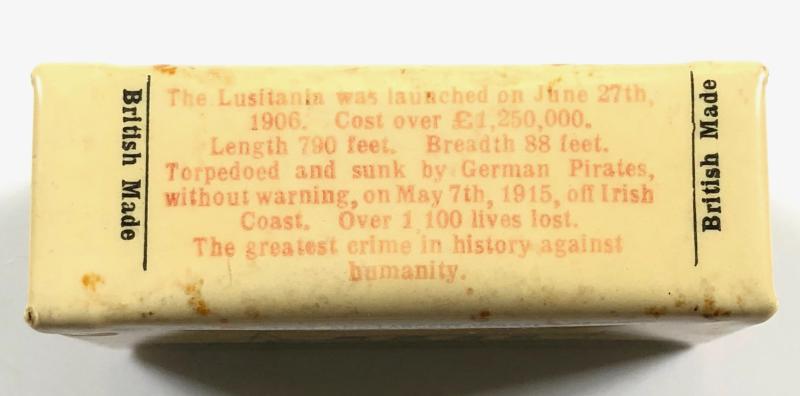 British Made
The Lusitania was launched on June 27th,
1906. Cost over £1,250,000.
Length 790 feet. Breadth 88 feet.
Torpedoed and sunk by German Pirates,
without warning, on May 7th, 1915, off Irish
Coast. Over 1 100 lives lost.
The greatest crime in history against
humanity.
British Made